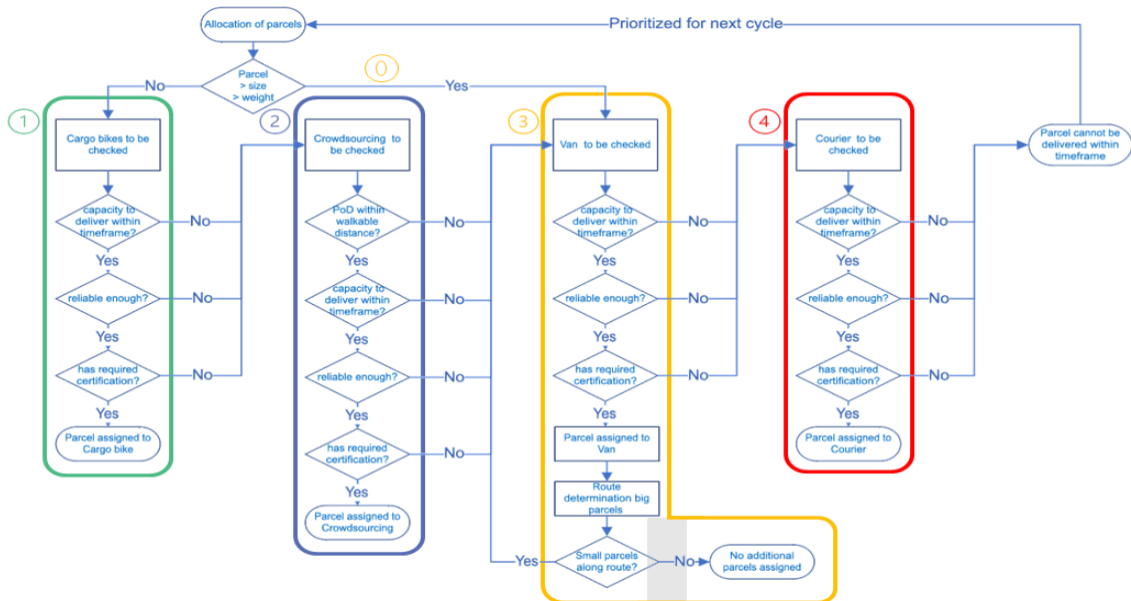 Allocation of parcels
Prioritized for next cycle
Parcel
> size
> weight
No
0
Yes
1
Cargo bikes to be
checked
capacity to
deliver within
timeframe?
No
Yes
reliable enough?
No
Yes
has required
certification?
No
Yes
Parcel assigned to
Cargo bike
2
Crowdsourcing to
be checked
PoD within
walkable
distance?
No
Yes
capacity to
deliver within
timeframe?
No
Yes
reliable enough?
No
Yes
has required
certification?
No
Yes
Parcel assigned to
Crowdsourcing
3
Van to be checked
capacity to
deliver within
timeframe?
No
Yes
reliable enough?
No
Yes
has required
certification?
No
Yes
Parcel assigned to
Van
Route
determination big
parcels
Small parcels
along route?
Yes
No
No additional
parcels assigned
4
Courier to be
checked
capacity to
deliver within
timeframe?
No
Yes
reliable enough?
No
Yes
has required
certification?
No
Yes
Parcel assigned to
Courier
Parcel cannot be
delivered within
timeframe